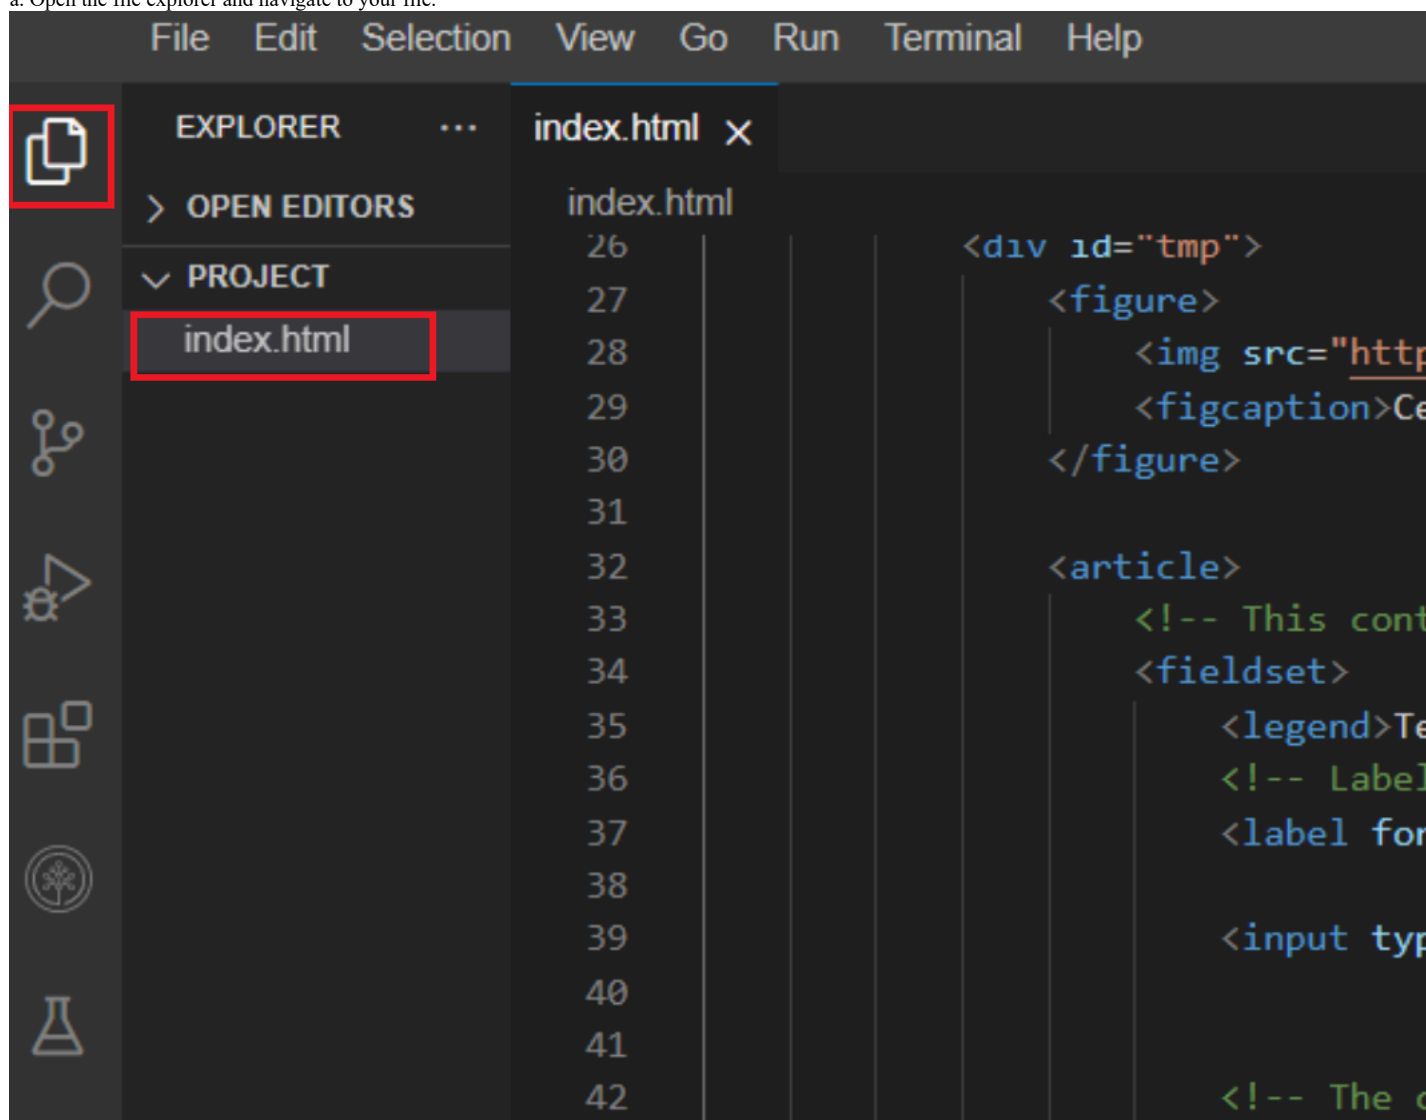 a. Open the file explorer and navigate to your file.
File Edit Selection View Go Run Terminal Help
EXPLORER ...
index.html ×
> OPEN EDITORS
index.html
PROJECT
index.html
26 <div id="tmp">
27 <figure>
28 <img src="http
29 <figcaption>Ce
30 </figure>
31
32 <article>
33 <!-- This cont
34 <fieldset>
35 <legend>Te
36 <!-- Label
37 <label for
38
39 <input typ
40
41
42 <!-- The